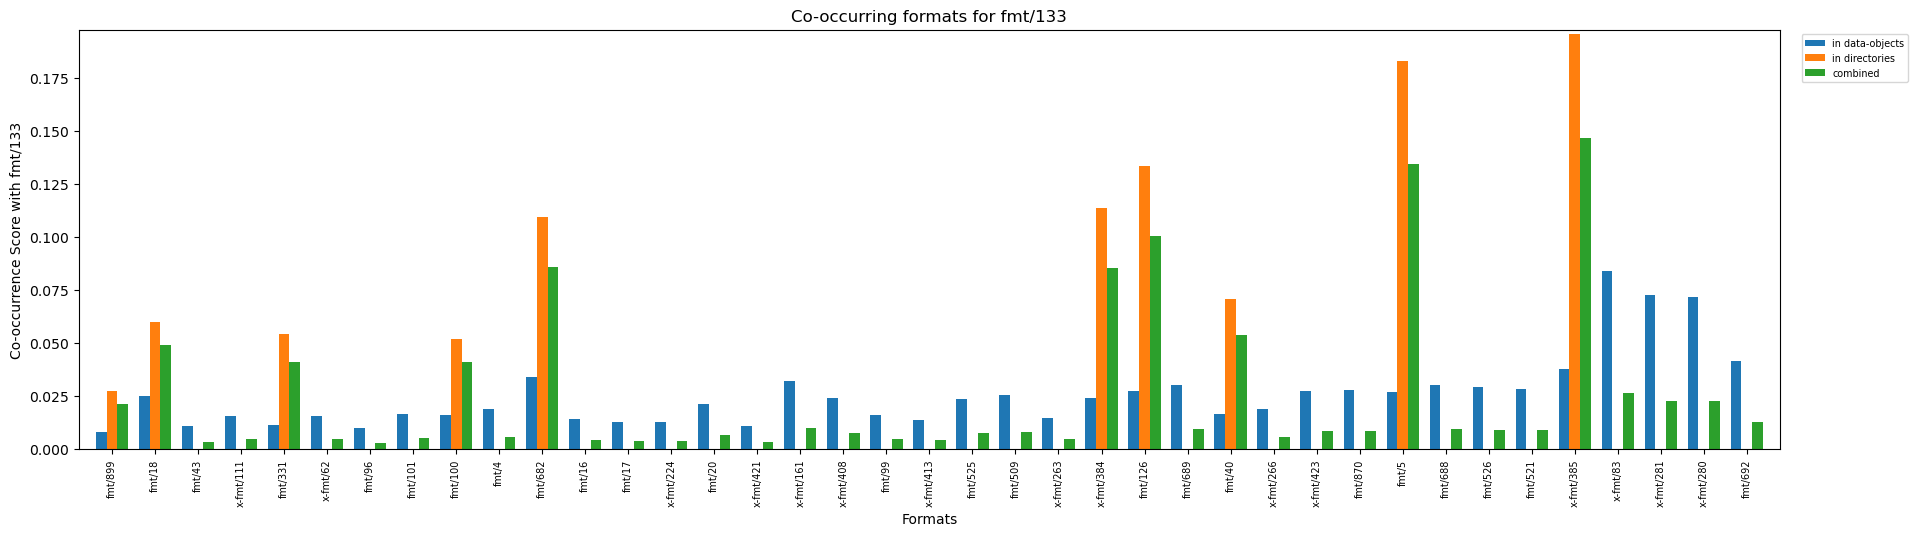 Co-occurring formats for fmt/133
in data-objects
in directories
combined
Co-occurrence Score with fmt/133
0.175
0.150
0.125
0.100
0.075
0.050
0.025
0.000
fmt/899
fmt/18
fmt/43
x-fmt/111
fmt/331
x-fmt/62
fmt/96
fmt/101
fmt/100
fmt/4
fmt/682
fmt/16
fmt/17
x-fmt/224
fmt/20
x-fmt/421
x-fmt/161
x-fmt/408
fmt/99
x-fmt/413
fmt/525
fmt/509
x-fmt/263
x-fmt/384
fmt/126
fmt/689
fmt/40
x-fmt/266
x-fmt/423
fmt/870
fmt/5
fmt/688
fmt/526
fmt/521
x-fmt/385
x-fmt/83
x-fmt/281
x-fmt/280
fmt/692
Formats